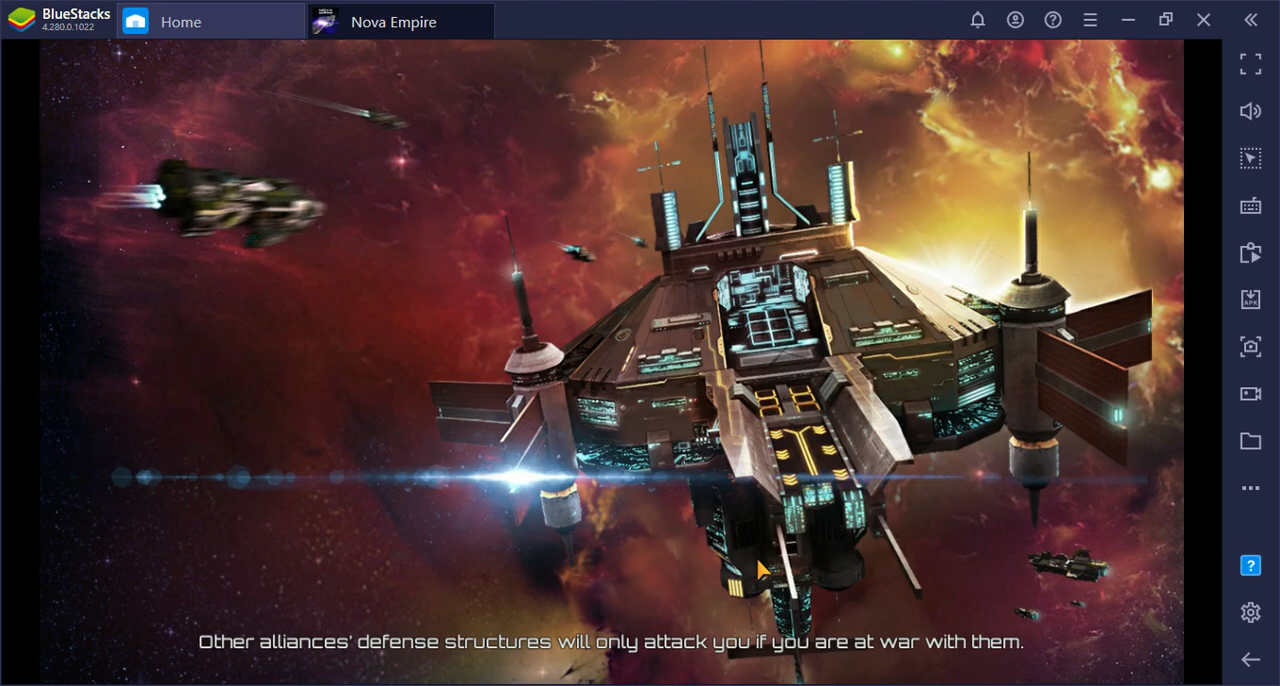 BlueStacks
4.280.0.1022
Home
Nova Empire
APK
Other alliances' defense structures will only attack you if you are at war with them.